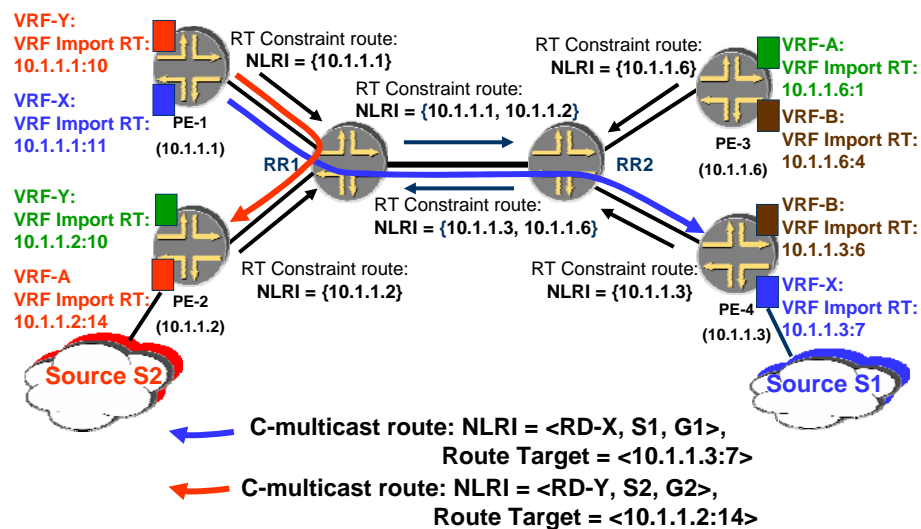 VRF-Y:
VRF Import RT:
10.1.1.1:10
VRF-X:
VRF Import RT:
10.1.1.1:11
PE-1
(10.1.1.1)
RT Constraint route:
NLRI = {10.1.1.1}
RT Constraint route:
NLRI = {10.1.1.1, 10.1.1.2}
RT Constraint route:
NLRI = {10.1.1.6}
VRF-A:
VRF Import RT:
10.1.1.6:1
VRF-B:
VRF Import RT:
10.1.1.6:4
PE-3
(10.1.1.6)
RR1
RR2
VRF-Y:
VRF Import RT:
10.1.1.2:10
VRF-A
VRF Import RT:
10.1.1.2:14
PE-2
(10.1.1.2)
RT Constraint route:
NLRI = {10.1.1.2}
RT Constraint route:
NLRI = {10.1.1.3, 10.1.1.6}
RT Constraint route:
NLRI = {10.1.1.3}
VRF-B:
VRF Import RT:
10.1.1.3:6
VRF-X:
VRF Import RT:
10.1.1.3:7
PE-4
(10.1.1.3)
Source S2
Source S1
C-multicast route: NLRI = <RD-X, S1, G1>,
Route Target = <10.1.1.3:7>
C-multicast route: NLRI = <RD-Y, S2, G2>,
Route Target = <10.1.1.2:14>